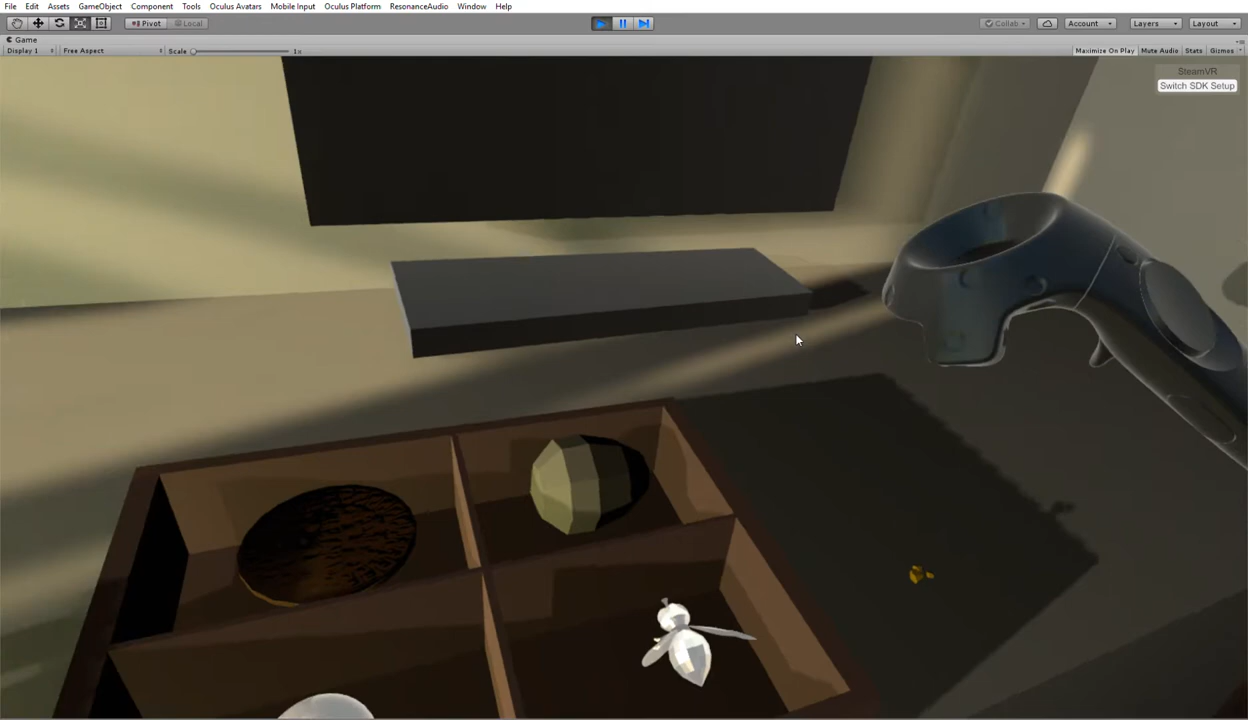 File Edit Assets GameObject Component Tools Oculus Avatars Mobile Input Oculus Platform ResonanceAudio Window Help
Pivot Local Collab Account Layers Layout
Game
Display 1 Free Aspect Scale 1x Maximize On Play Mute Audio Stats Gizmos
SteamVR
Switch SDK Setup